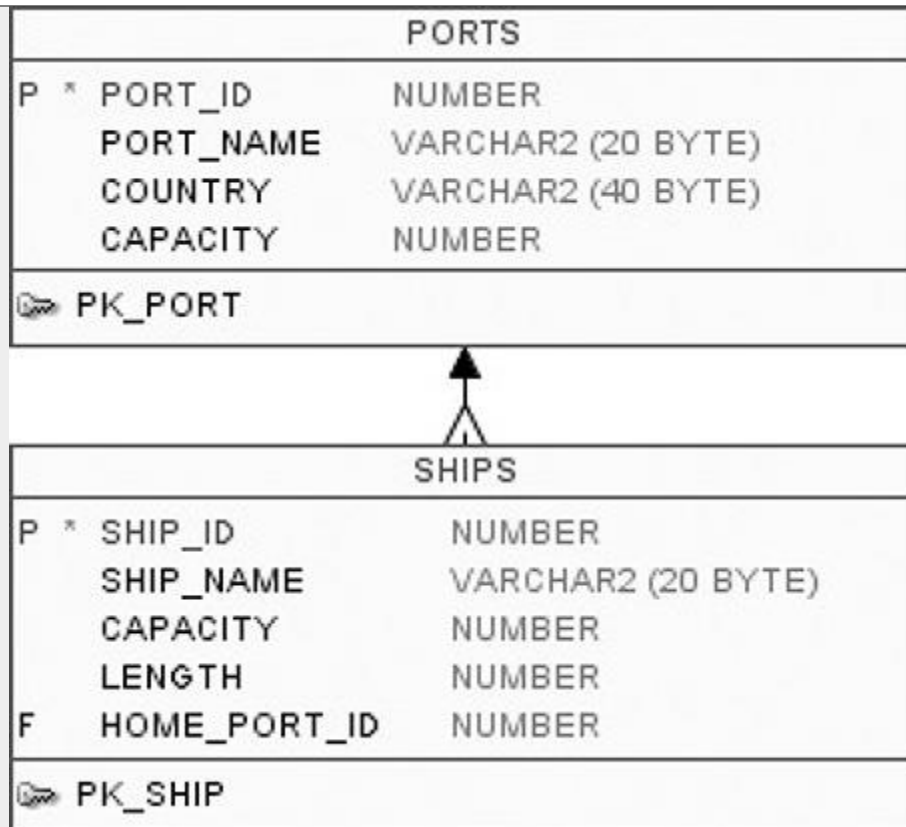 PORTS
P * PORT_ID NUMBER
PORT_NAME VARCHAR2 (20 BYTE)
COUNTRY VARCHAR2 (40 BYTE)
CAPACITY NUMBER
PK_PORT
SHIPS
P * SHIP_ID NUMBER
SHIP_NAME VARCHAR2 (20 BYTE)
CAPACITY NUMBER
LENGTH NUMBER
F HOME_PORT_ID NUMBER
PK_SHIP